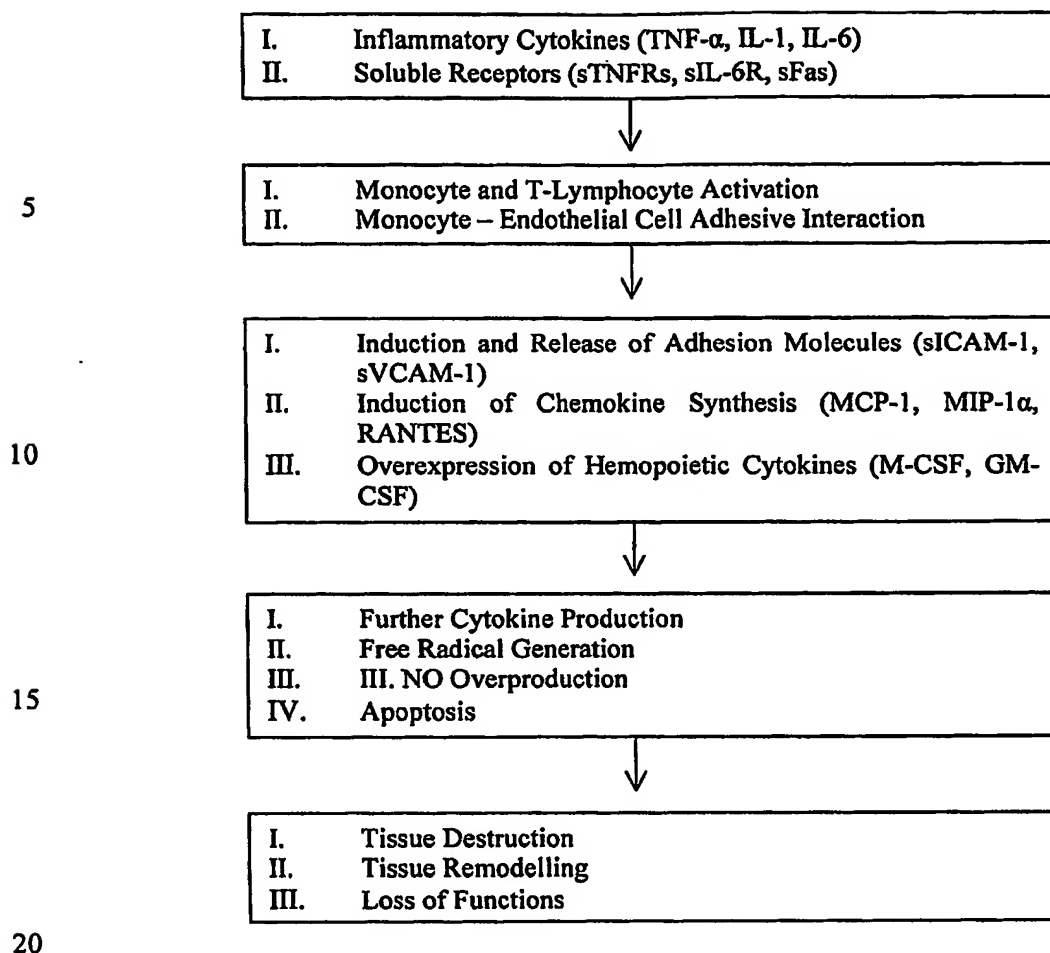 I. Inflammatory Cytokines (TNF-α, IL-1, IL-6)
II. Soluble Receptors (sTNFRs, sIL-6R, sFas)
5
I. Monocyte and T-Lymphocyte Activation
II. Monocyte – Endothelial Cell Adhesive Interaction
I. Induction and Release of Adhesion Molecules (sICAM-1,
sVCAM-1)
II. Induction of Chemokine Synthesis (MCP-1, MIP-1α,
RANTES)
10
III. Overexpression of Hemopoietic Cytokines (M-CSF, GM-
CSF)
I. Further Cytokine Production
II. Free Radical Generation
III. III. NO Overproduction
15
IV. Apoptosis
I. Tissue Destruction
II. Tissue Remodelling
III. Loss of Functions
20